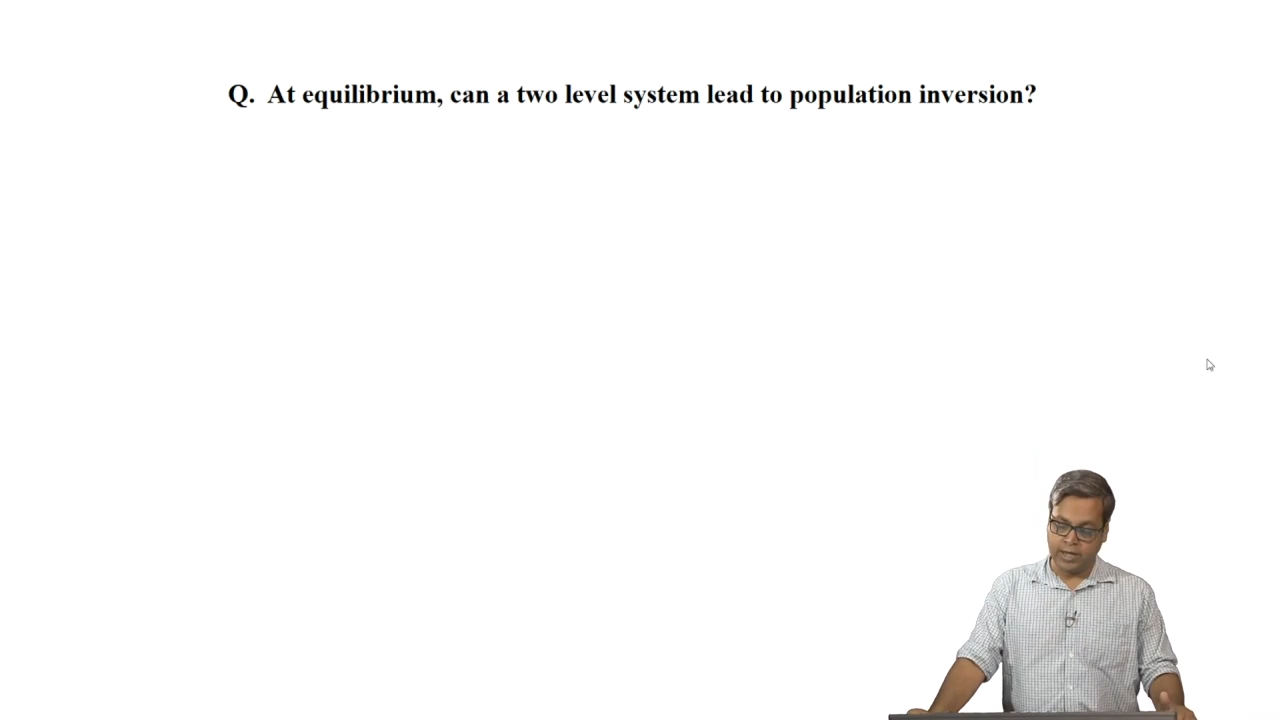 Q. At equilibrium, can a two level system lead to population inversion?